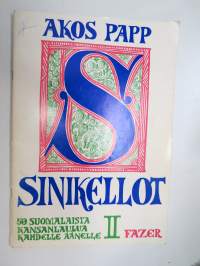 AKOS PAPP
S
SINIKELLOT
50 SUOMALAISTA
KANSANLAULUA
KAHDELLE ÄÄNELLE II FAZER